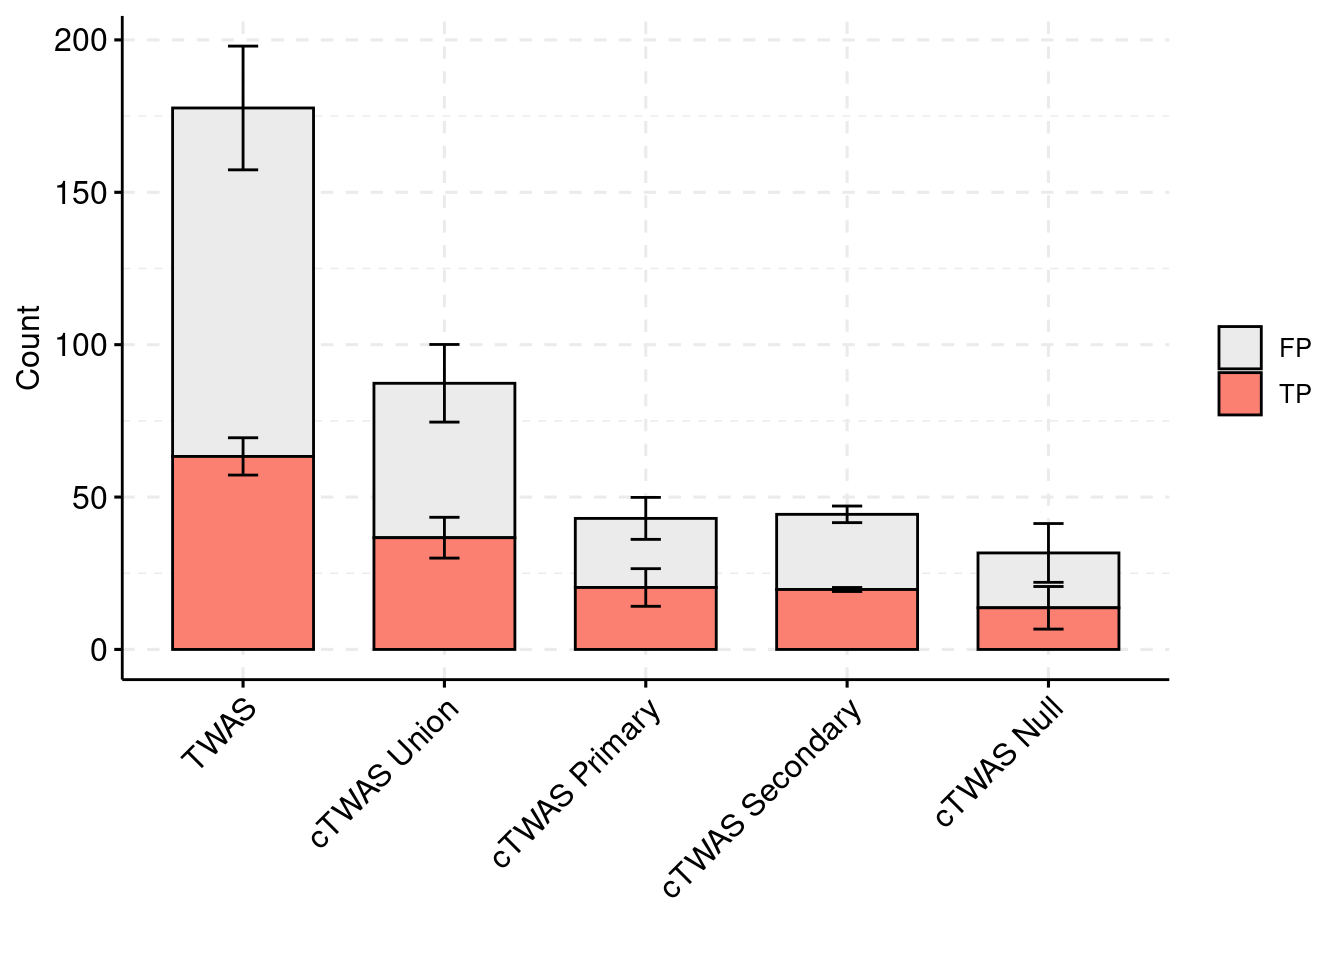 Count
200
150
100
50
0
TWAS
cTWAS Union
cTWAS Primary
cTWAS Secondary
cTWAS Null
FP
TP